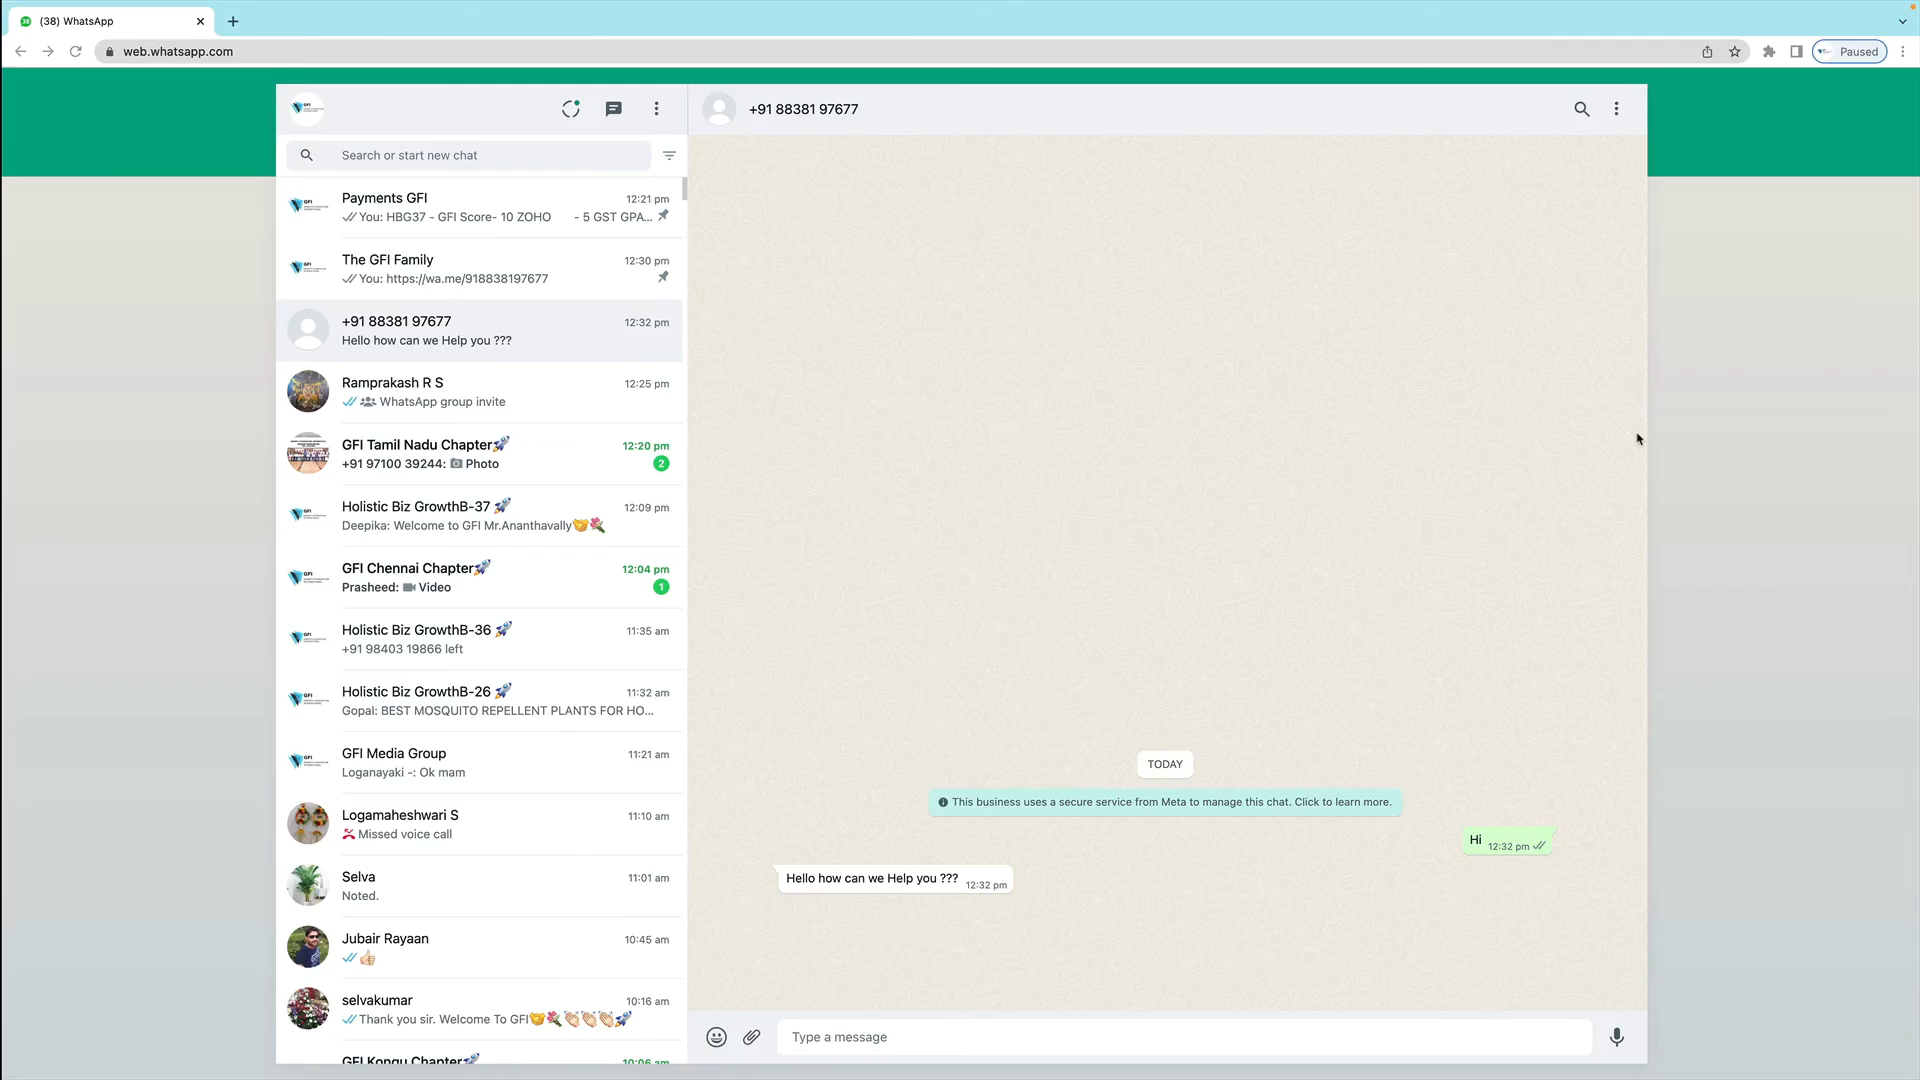 (38) WhatsApp
web.whatsapp.com
Paused
+91 88381 97677
Search or start new chat
Payments GFI 12:21 pm
You: HBG37 - GFI Score- 10 ZOHO - 5 GST GPA...
The GFI Family 12:30 pm
You: https://wa.me/918838197677
+91 88381 97677 12:32 pm
Hello how can we Help you ???
Ramprakash R S 12:25 pm
WhatsApp group invite
GFI Tamil Nadu Chapter🚀 12:20 pm
+91 97100 39244: Photo 2
Holistic Biz GrowthB-37 🚀 12:09 pm
Deepika: Welcome to GFI Mr.Ananthavally🤝💐
GFI Chennai Chapter🚀 12:04 pm
Prasheed: Video 1
Holistic Biz GrowthB-36 🚀 11:35 am
+91 98403 19866 left
Holistic Biz GrowthB-26 🚀 11:32 am
Gopal: BEST MOSQUITO REPELLENT PLANTS FOR HO...
GFI Media Group 11:21 am
Loganayaki -: Ok mam
Logamaheshwari S 11:10 am
Missed voice call
Selva 11:01 am
Noted.
Jubair Rayaan 10:45 am
👍🏻
selvakumar 10:16 am
Thank you sir. Welcome To GFI🤝💐👏🏻👏🏻👏🏻🚀
GFI Kongu Chapter🚀 10:06 am
TODAY
This business uses a secure service from Meta to manage this chat. Click to learn more.
Hi 12:32 pm
Hello how can we Help you ??? 12:32 pm
Type a message